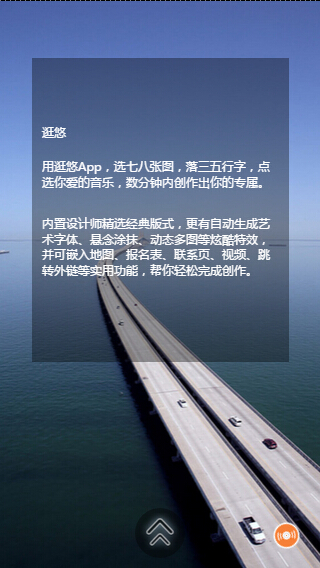 逛悠
用逛悠App，选七八张图，落三五行字，点
选你爱的音乐，数分钟内创作出你的专属。
内置设计师精选经典版式，更有自动生成艺
术字体、悬念涂抹、动态多图等炫酷特效，
并可嵌入地图、报名表、联系页、视频、跳
转外链等实用功能，帮你轻松完成创作。